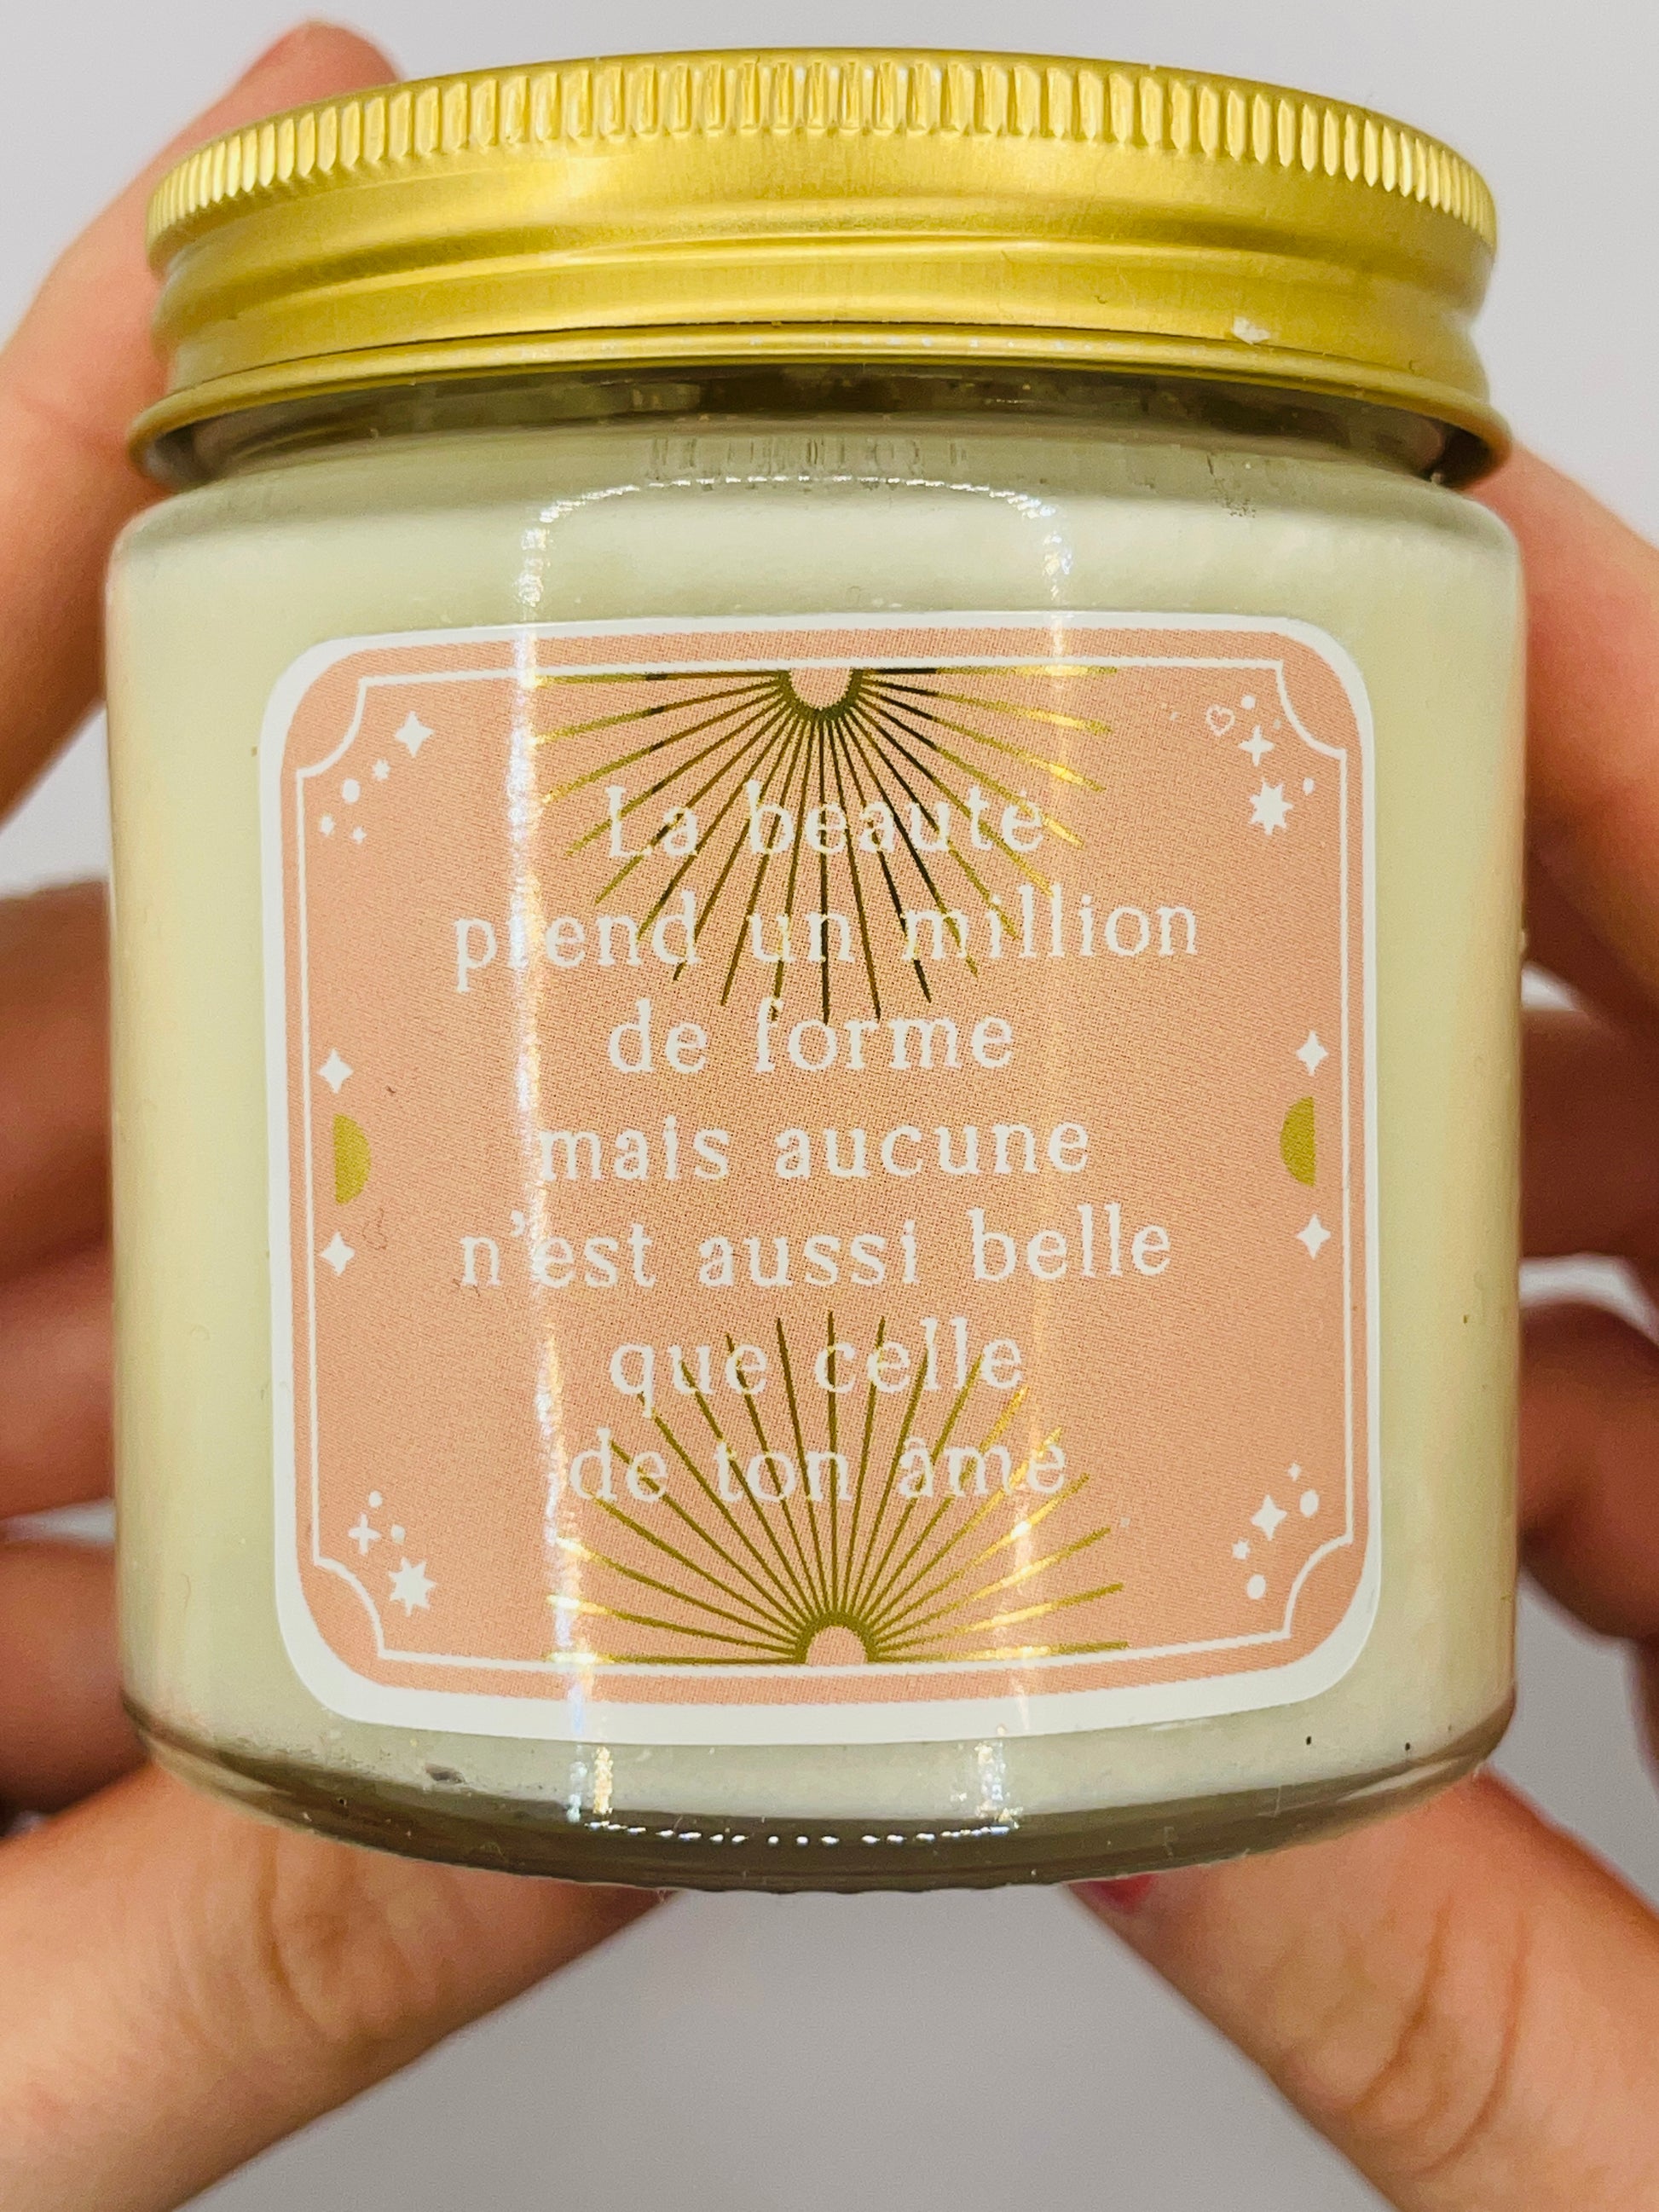 La beauté
prend un million
de forme
mais aucune
n'est aussi belle
que celle
de ton âme